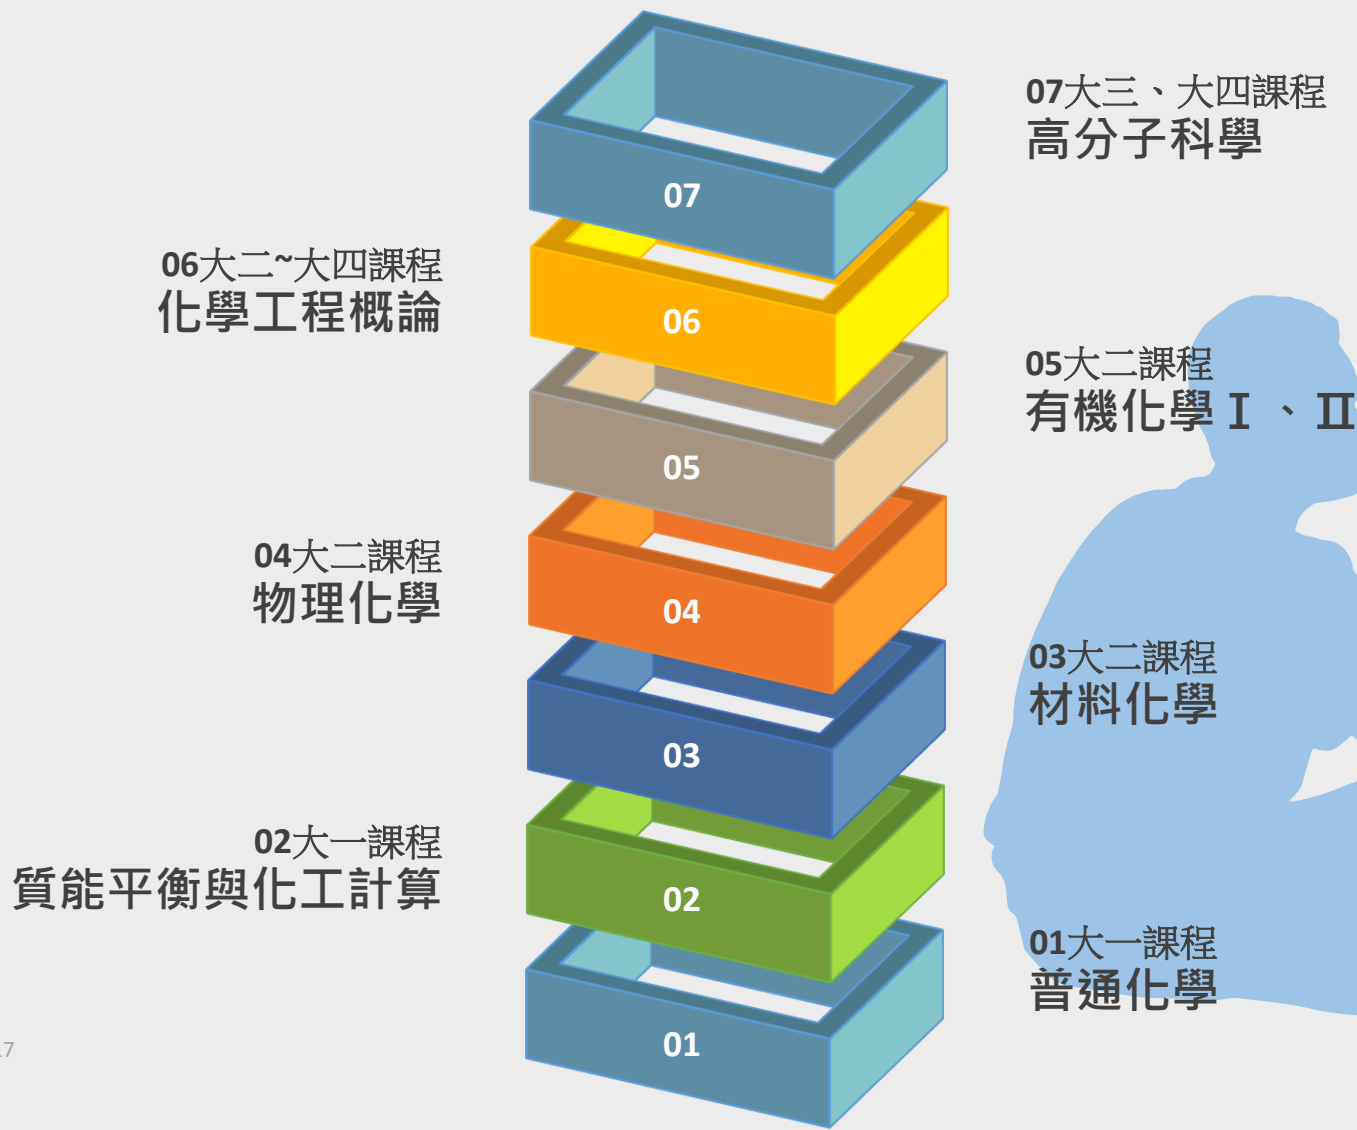 07大三、大四課程
高分子科學
07
06大二~大四課程
化學工程概論
06
05大二課程
有機化學Ⅰ、Ⅱ
05
04大二課程
物理化學
04
03大二課程
材料化學
03
02大一課程
質能平衡與化工計算
02
01大一課程
普通化學
01